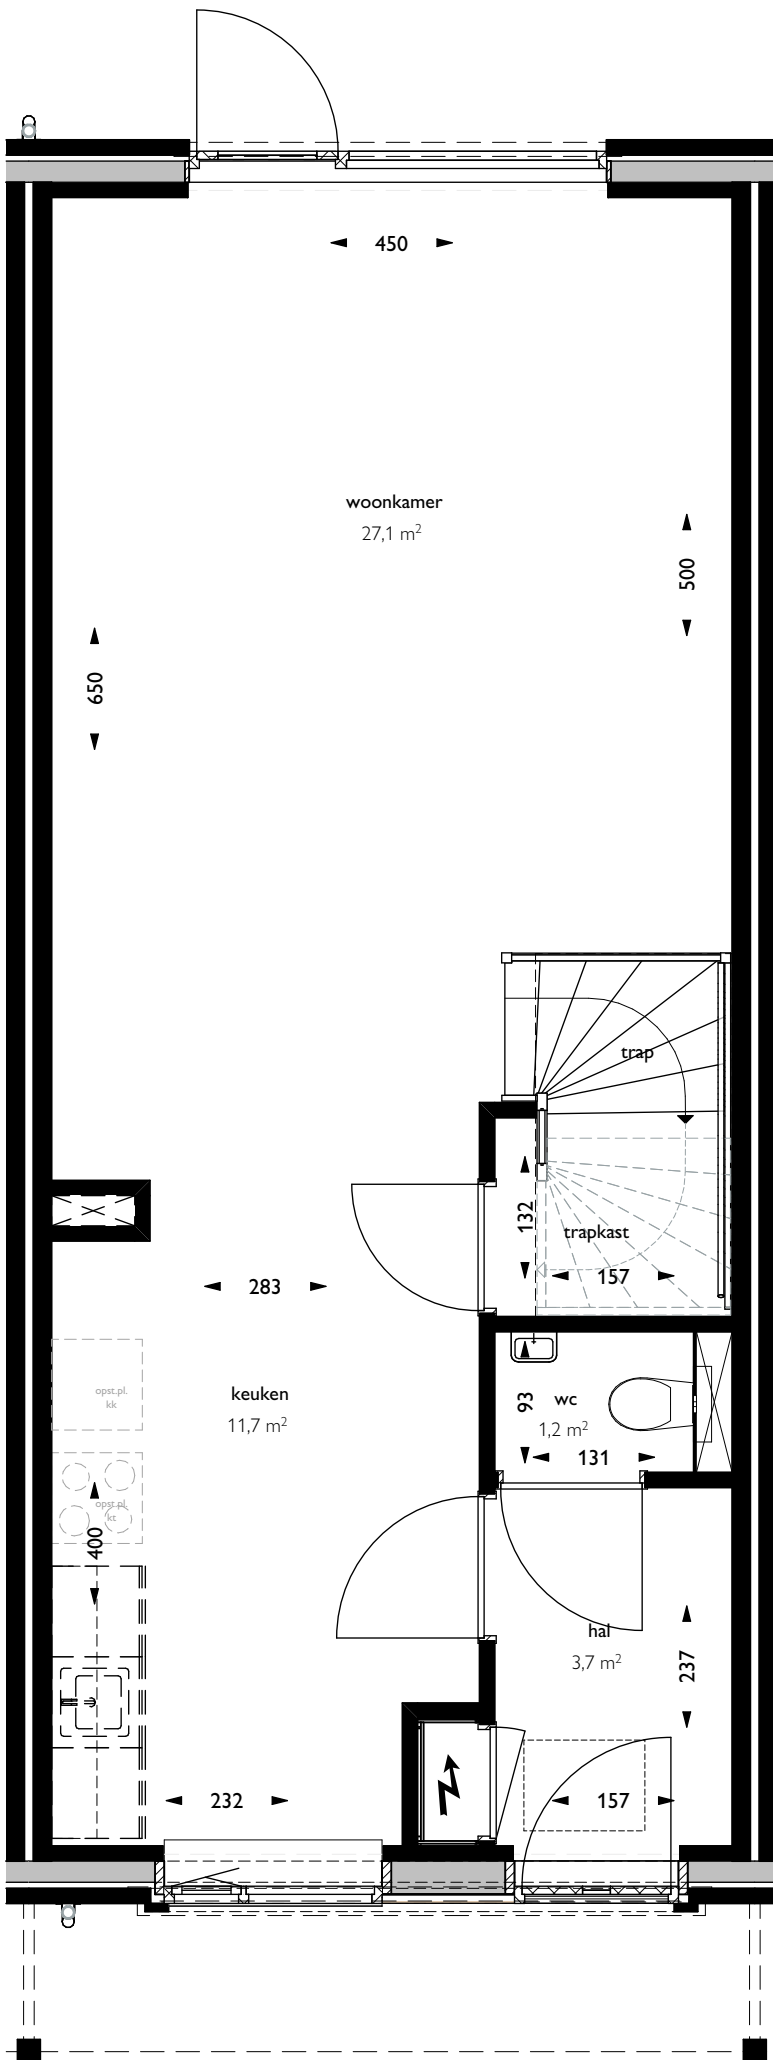 450
woonkamer
27,1 m²
500
650
trap
132
trapkast
157
283
opst.pl.
kk
keuken
11,7 m²
93
wc
1,2 m²
131
opst.pl.
kt
400
hal
3,7 m²
237
232
157